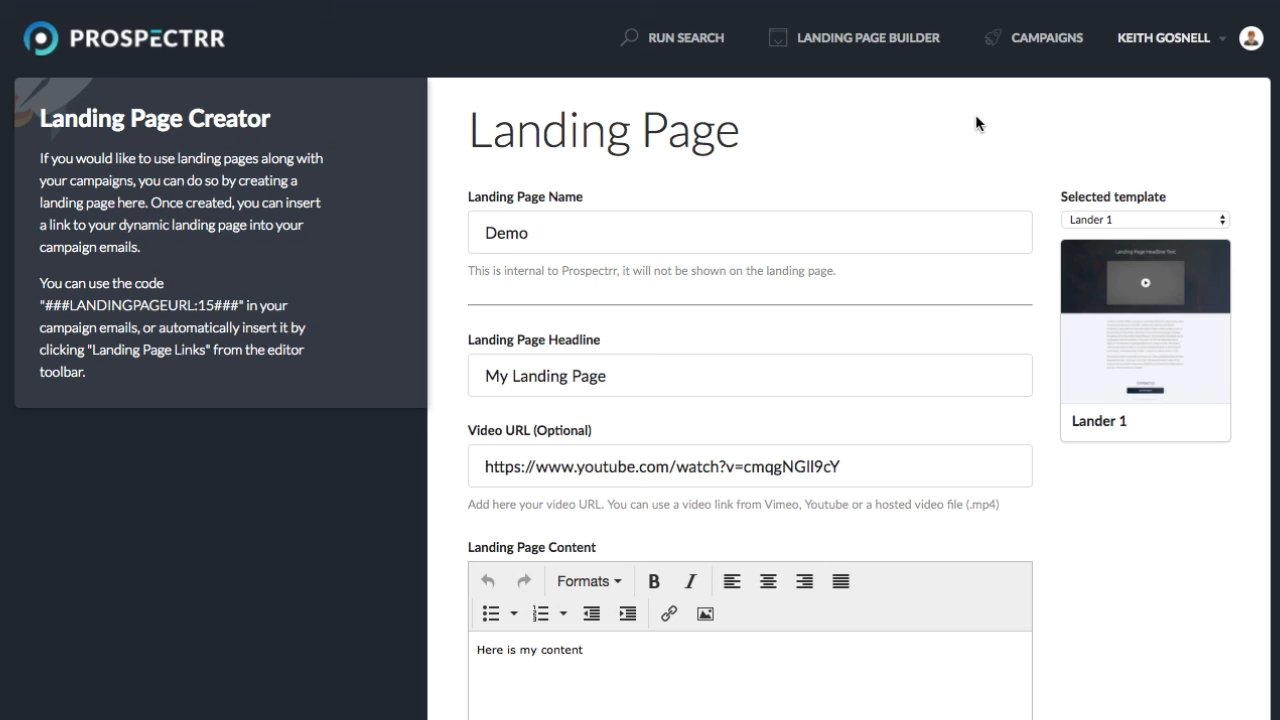 PROSPECTRR
RUN SEARCH
LANDING PAGE BUILDER
CAMPAIGNS
KEITH GOSNELL
Landing Page Creator
If you would like to use landing pages along with
your campaigns, you can do so by creating a
landing page here. Once created, you can insert
a link to your dynamic landing page into your
campaign emails.
You can use the code
"###LANDINGPAGEURL:15###" in your
campaign emails, or automatically insert it by
clicking "Landing Page Links" from the editor
toolbar.
Landing Page
Landing Page Name
Demo
This is internal to Prospectrr, it will not be shown on the landing page.
Landing Page Headline
My Landing Page
Video URL (Optional)
https://www.youtube.com/watch?v=cmqgNGll9cY
Add here your video URL. You can use a video link from Vimeo, Youtube or a hosted video file (.mp4)
Landing Page Content
Formats
B
I
Here is my content
Selected template
Lander 1
Landing Page Headline Text
Lander 1